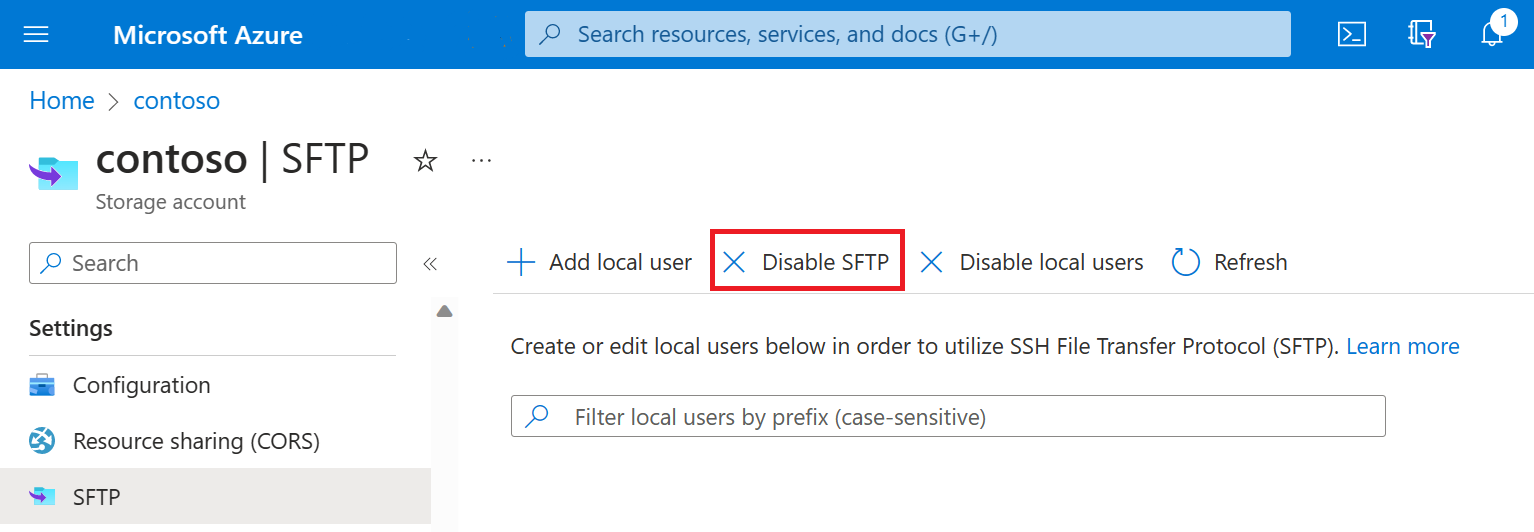 Microsoft Azure
Search resources, services, and docs (G+/)
1
Home > contoso
contoso | SFTP
...
Storage account
Search
«
Add local user
Disable SFTP
Disable local users
Refresh
Settings
Create or edit local users below in order to utilize SSH File Transfer Protocol (SFTP). Learn more
Configuration
Filter local users by prefix (case-sensitive)
Resource sharing (CORS)
SFTP